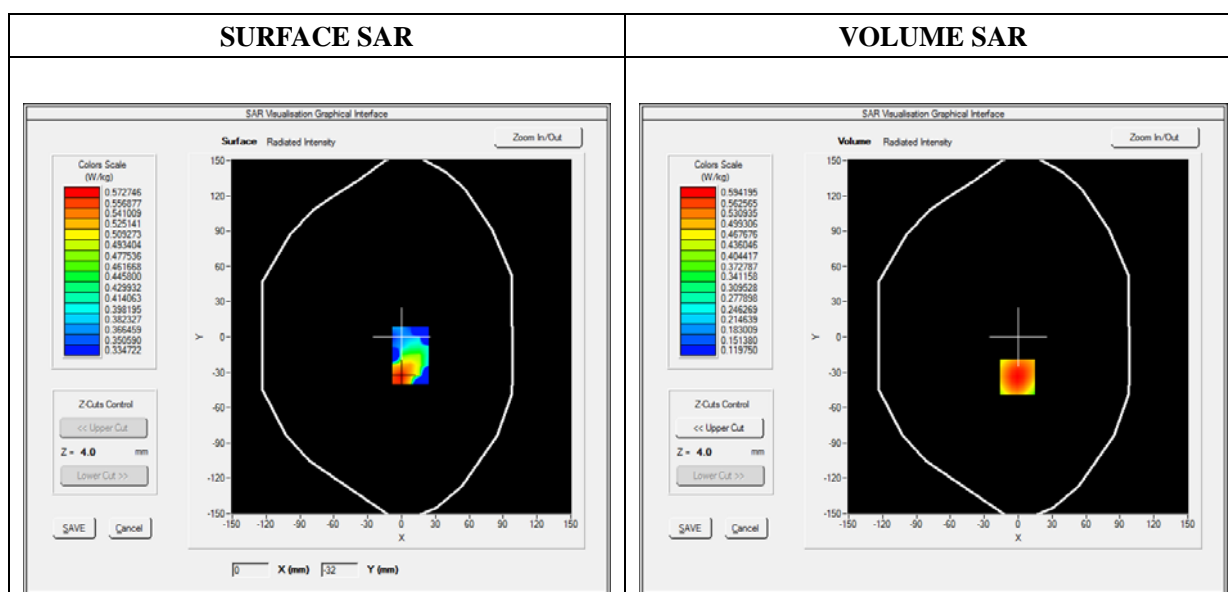 SURFACE SAR
VOLUME SAR
SAR Visualisation Graphical Interface
Surface Radiated Intensity
Zoom In/Out
Colors Scale
(W/kg)
0.572746
0.556877
0.541009
0.525141
0.509273
0.493404
0.477536
0.461668
0.445800
0.429932
0.414063
0.398195
0.382327
0.366459
0.350590
0.334722
Z-Cuts Control
<< Upper Cut
Z = 4.0 mm
Lower Cut >>
SAVE Cancel
150
120
90
60
30
Y 0
-30
-60
-90
-120
-150
-150 -120 -90 -60 -30 0 30 60 90 120 150
X
0 X (mm) -32 Y (mm)
SAR Visualisation Graphical Interface
Volume Radiated Intensity
Zoom In/Out
Colors Scale
(W/kg)
0.594195
0.562565
0.530935
0.499306
0.467676
0.436046
0.404417
0.372787
0.341158
0.309528
0.277898
0.246269
0.214639
0.183009
0.151380
0.119750
Z-Cuts Control
<< Upper Cut
Z = 4.0 mm
Lower Cut >>
SAVE Cancel
150
120
90
60
30
Y 0
-30
-60
-90
-120
-150
-150 -120 -90 -60 -30 0 30 60 90 120 150
X